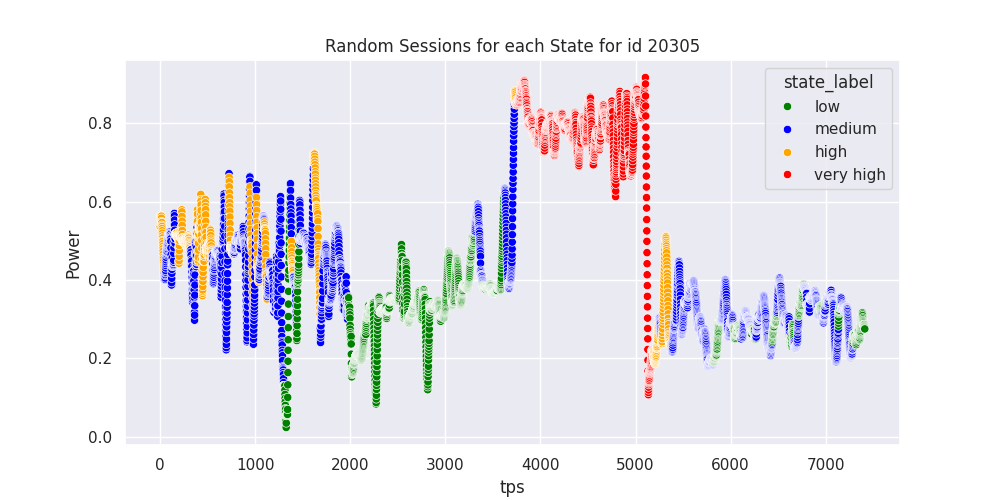 Random Sessions for each State for id 20305
Power
0.8
0.6
0.4
0.2
0.0
state_label
low
medium
high
very high
0 1000 2000 3000 4000 5000 6000 7000
tps